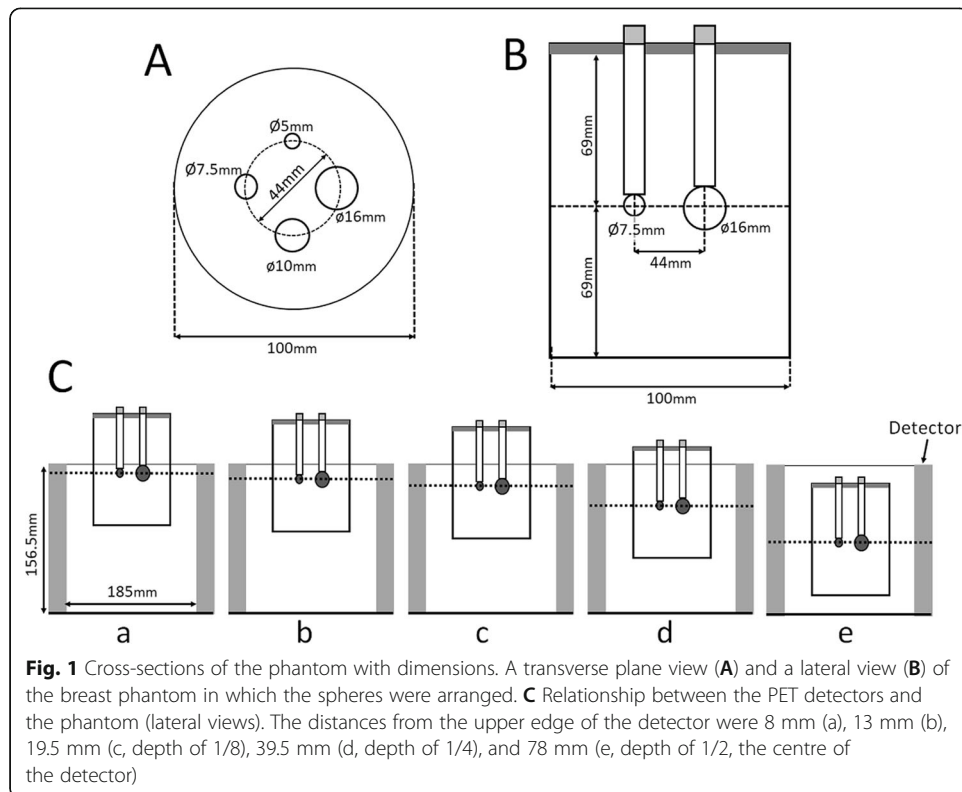 A
Ø5mm
Ø7.5mm
44mm
ø16mm
ø10mm
100mm
B
69mm
Ø7.5mm
ø16mm
44mm
69mm
100mm
C
Detector
156.5mm
185mm
a
b
c
d
e
Fig. 1 Cross-sections of the phantom with dimensions. A transverse plane view (A) and a lateral view (B) of
the breast phantom in which the spheres were arranged. C Relationship between the PET detectors and
the phantom (lateral views). The distances from the upper edge of the detector were 8 mm (a), 13 mm (b),
19.5 mm (c, depth of 1/8), 39.5 mm (d, depth of 1/4), and 78 mm (e, depth of 1/2, the centre of
the detector)